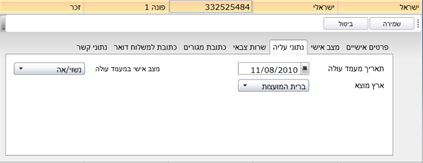 ישראל ישראלי 332525484 פונה 1 זכר
שמירה ביטול
פרטים אישיים מצב אישי נתוני עליה שרות צבאי כתובת מגורים כתובת למשלוח דואר נתוני קשר
תאריך מעמד עולה 11/08/2010 מצב אישי במעמד עולה נשוי/אה
ארץ מוצא ברית המועצות